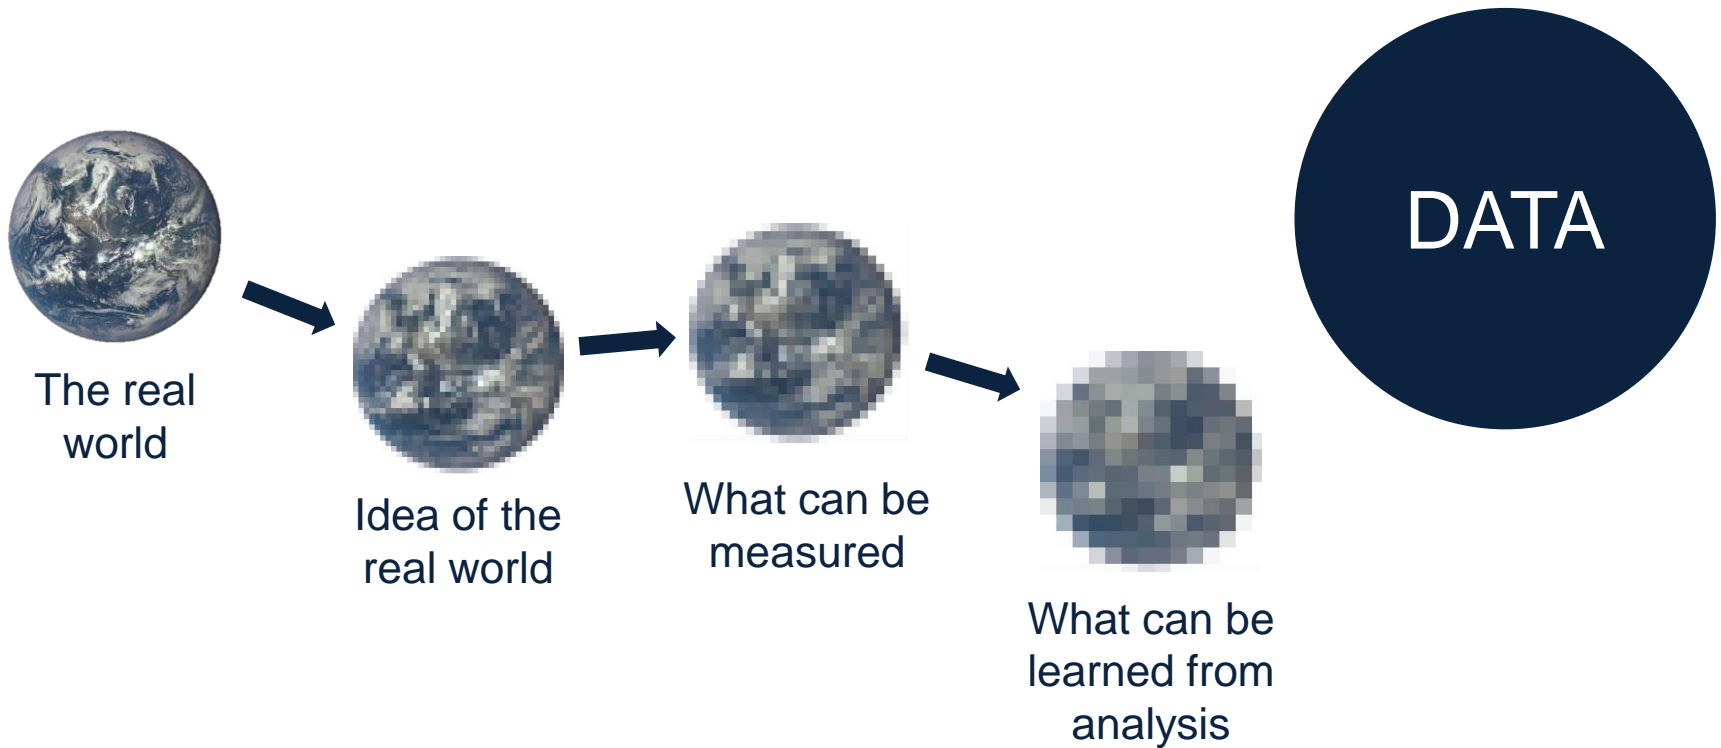 The real
world
Idea of the
real world
What can be
measured
What can be
learned from
analysis
DATA